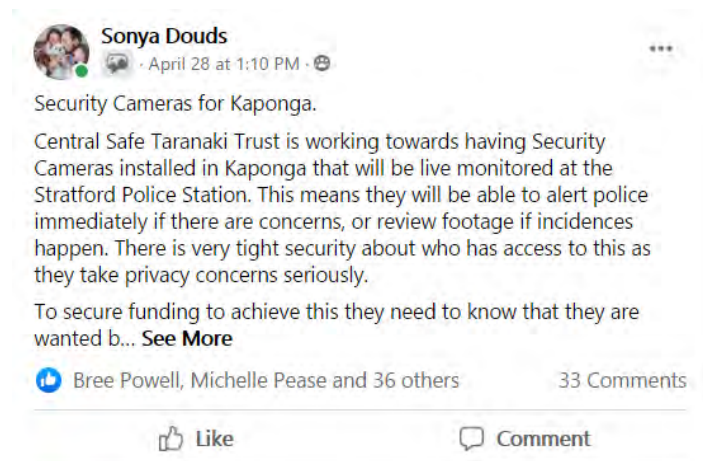 Sonya Douds
· April 28 at 1:10 PM ·
Security Cameras for Kaponga.
Central Safe Taranaki Trust is working towards having Security
Cameras installed in Kaponga that will be live monitored at the
Stratford Police Station. This means they will be able to alert police
immediately if there are concerns, or review footage if incidences
happen. There is very tight security about who has access to this as
they take privacy concerns seriously.
To secure funding to achieve this they need to know that they are
wanted b... See More
Bree Powell, Michelle Pease and 36 others 33 Comments
Like Comment